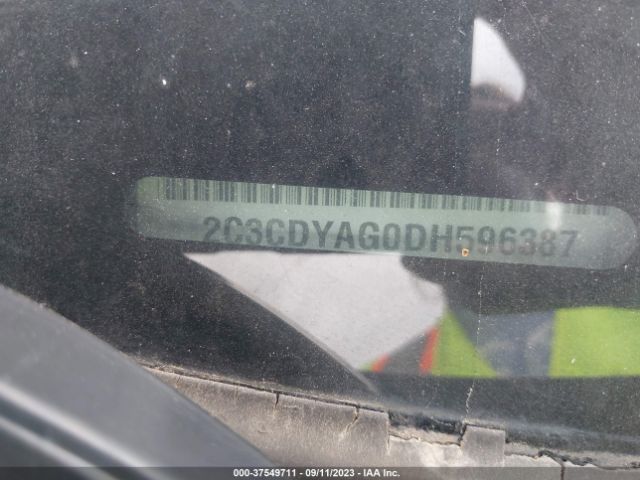 2C3CDYAG0DH596387
000-37549711 - 09/11/2023 - IAA Inc.